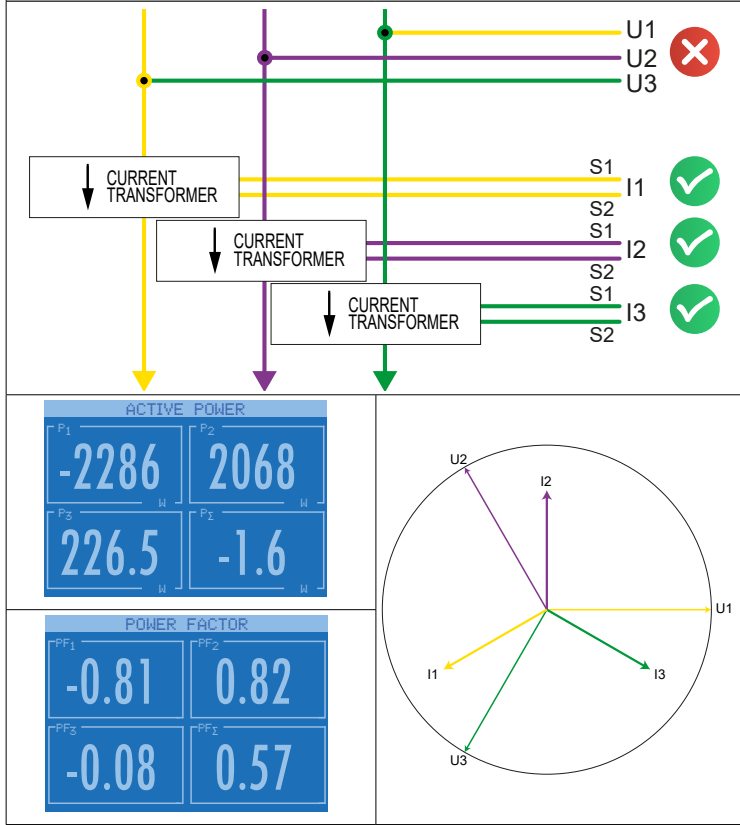 U1
U2
U3
CURRENT
TRANSFORMER
S1
I1
S2
CURRENT
TRANSFORMER
S1
I2
S2
CURRENT
TRANSFORMER
S1
I3
S2
ACTIVE POWER
P1
-2286
W
P2
2068
W
P3
226.5
W
PΣ
-1.6
W
POWER FACTOR
PF1
-0.81
PF2
0.82
PF3
-0.08
PFΣ
0.57
U2
I2
U1
I1
I3
U3